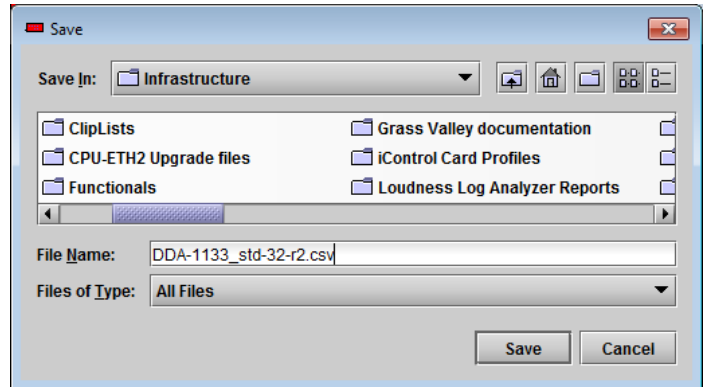 Save
Save In: Infrastructure
ClipLists Grass Valley documentation
CPU-ETH2 Upgrade files iControl Card Profiles
Functionals Loudness Log Analyzer Reports
File Name: DDA-1133_std-32-r2.csv
Files of Type: All Files
Save Cancel